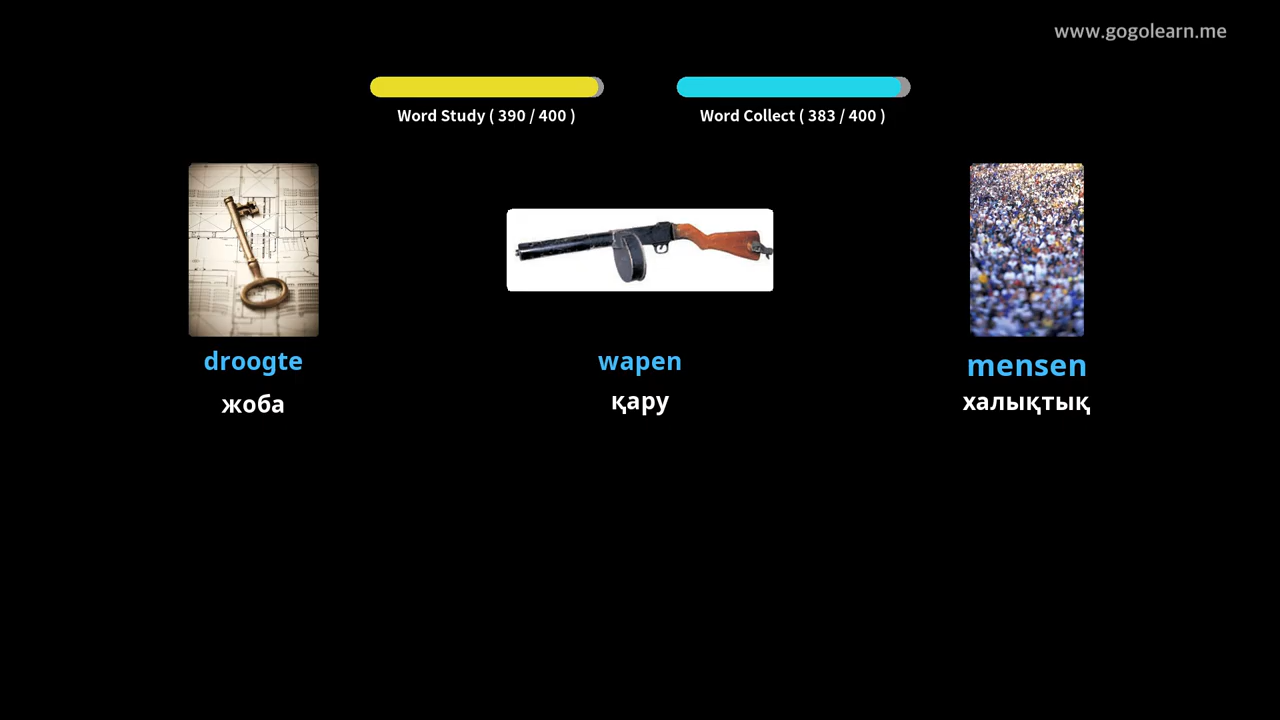 www.gogolearn.me
Word Study ( 390 / 400 )
Word Collect ( 383 / 400 )
droogte
wapen
mensen
жоба
қару
халықтық